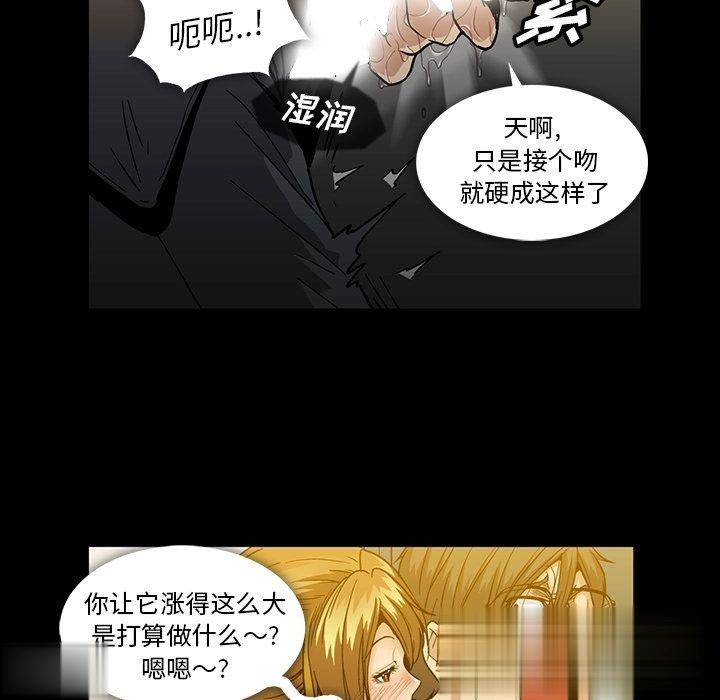 呃呃..!
紧
湿润
天啊,
只是接个吻
就硬成这样了
你让它涨得这么大
是打算做什么～?
嗯嗯～?